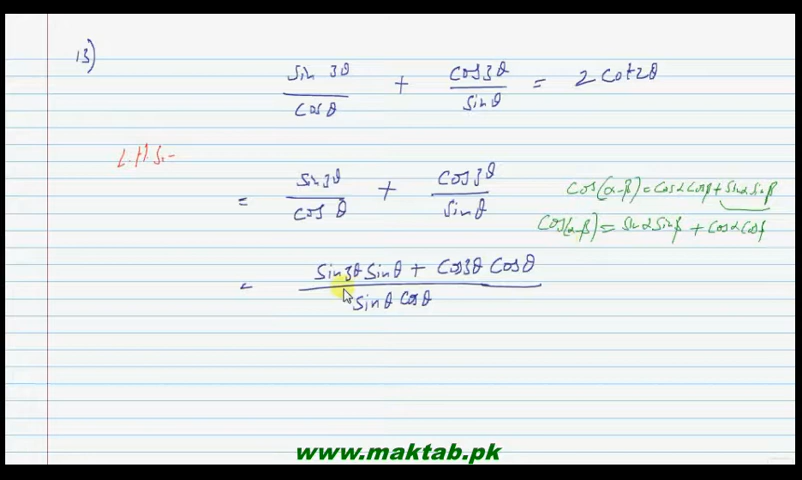 13)
sin 3θ / cos θ + cos 3θ / sin θ = 2 cot 2θ
L.H.S:-
= sin 3θ / cos θ + cos 3θ / sin θ
cos(α-β) = cosα cosβ + sinα sinβ
cos(α-β) = sinα sinβ + cosα cosβ
= sin 3θ sin θ + cos 3θ cos θ / sin θ cos θ
www.maktab.pk